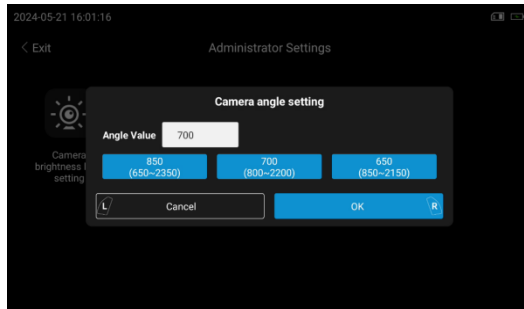 2024-05-21 16:01:16
< Exit
Administrator Settings
Camera angle setting
Angle Value 700
850
(650~2350)
700
(800~2200)
650
(850~2150)
Camera
brightness
setting
L Cancel
OK R